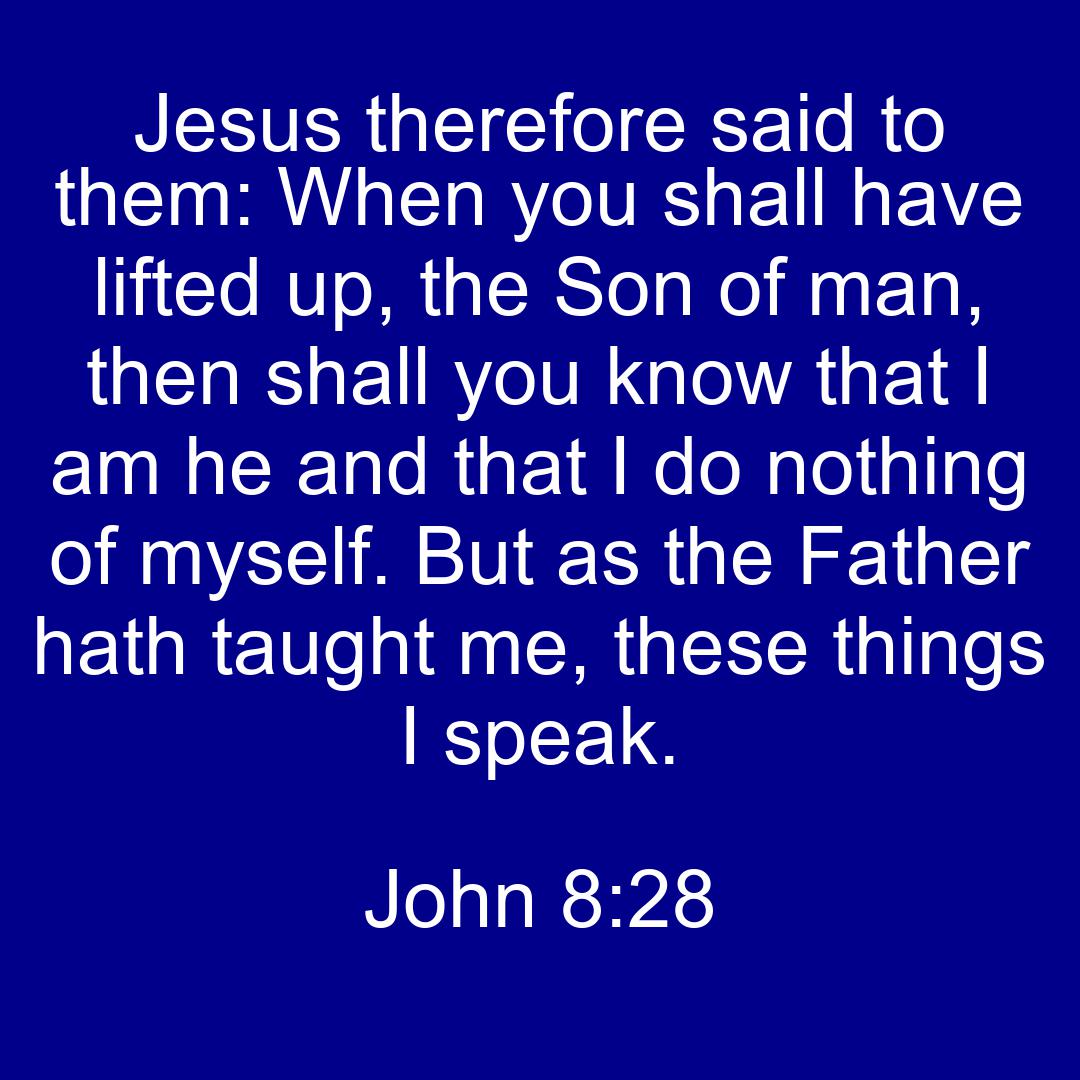 Jesus therefore said to
them: When you shall have
lifted up, the Son of man,
then shall you know that I
am he and that I do nothing
of myself. But as the Father
hath taught me, these things
I speak.
John 8:28